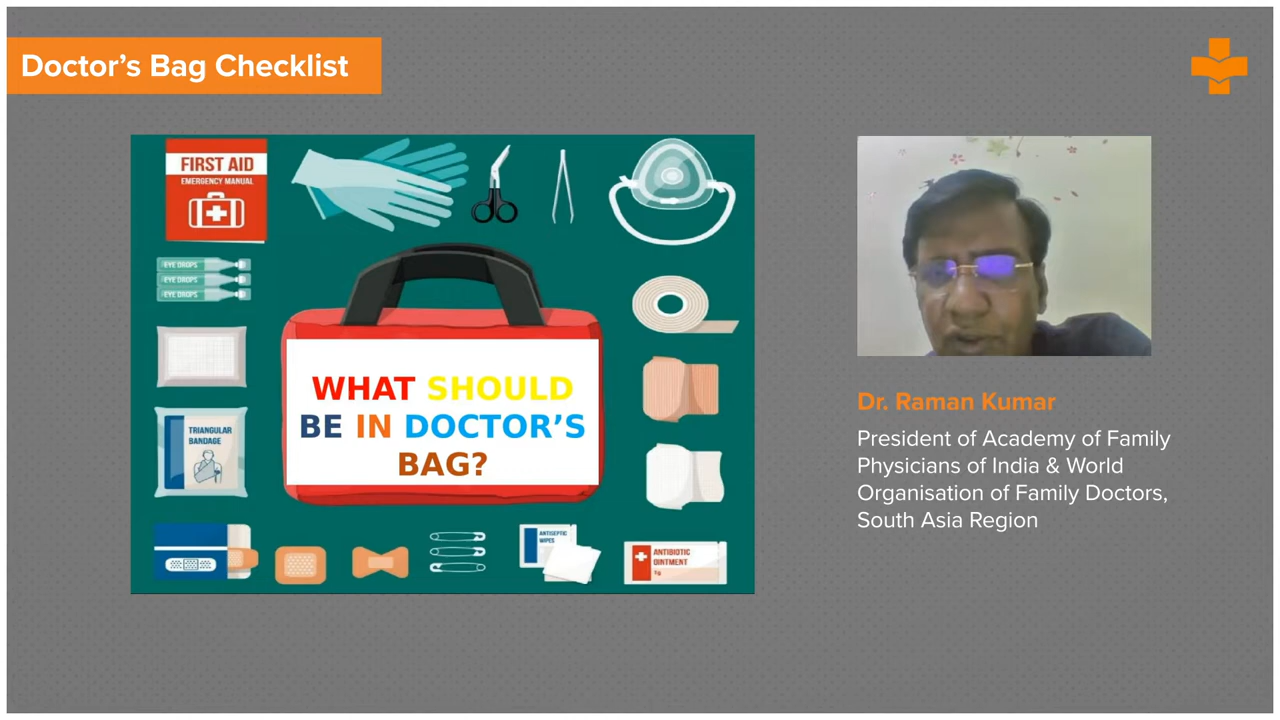 Doctor's Bag Checklist
FIRST AID
EMERGENCY MANUAL
EYE DROPS
EYE DROPS
EYE DROPS
TRIANGULAR
BANDAGE
WHAT SHOULD
BE IN DOCTOR'S
BAG?
ANTISEPTIC
WIPES
ANTIBIOTIC
OINTMENT
Dr. Raman Kumar
President of Academy of Family
Physicians of India & World
Organisation of Family Doctors,
South Asia Region